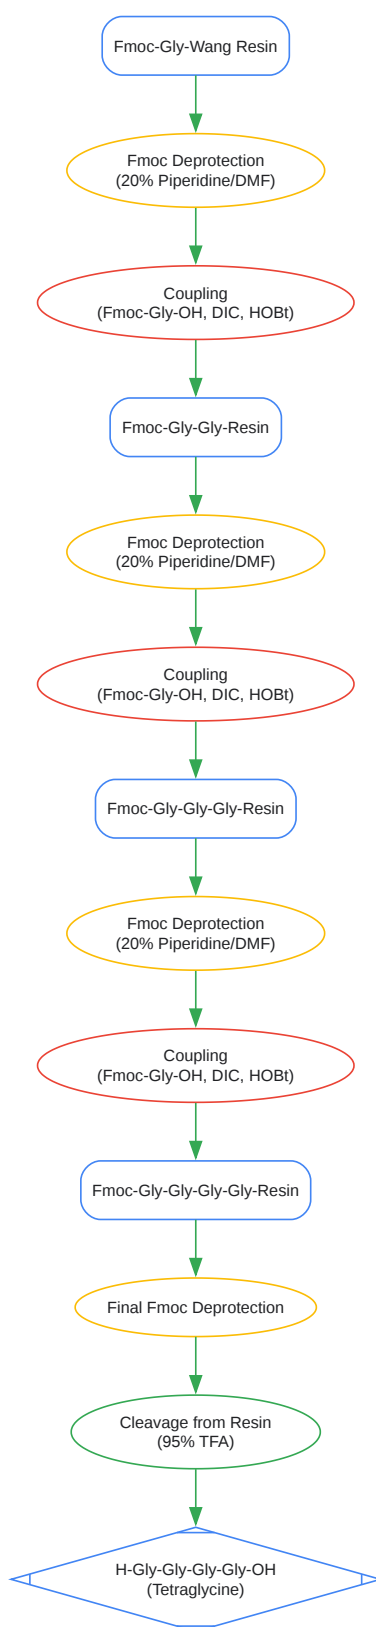 Fmoc-Gly-Wang Resin
Fmoc Deprotection
(20% Piperidine/DMF)
Coupling
(Fmoc-Gly-OH, DIC, HOBt)
Fmoc-Gly-Gly-Resin
Fmoc Deprotection
(20% Piperidine/DMF)
Coupling
(Fmoc-Gly-OH, DIC, HOBt)
Fmoc-Gly-Gly-Gly-Resin
Fmoc Deprotection
(20% Piperidine/DMF)
Coupling
(Fmoc-Gly-OH, DIC, HOBt)
Fmoc-Gly-Gly-Gly-Gly-Resin
Final Fmoc Deprotection
Cleavage from Resin
(95% TFA)
H-Gly-Gly-Gly-Gly-OH
(Tetraglycine)